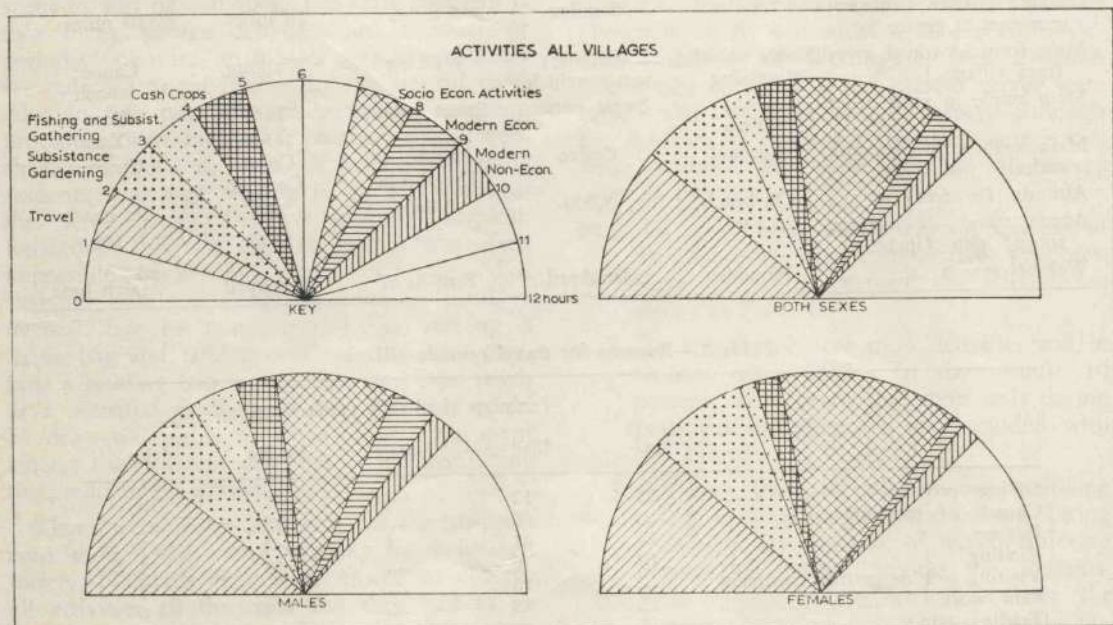 ACTIVITIES ALL VILLAGES
6
5
7
Cash Crops
4
8
Socio Econ. Activities
Fishing and Subsist.
Gathering
3
9
Modern Econ.
Subsistance
Gardening
2
10
Modern
Non-Econ.
Travel
1
11
0
12 hours
KEY
BOTH SEXES
MALES
FEMALES